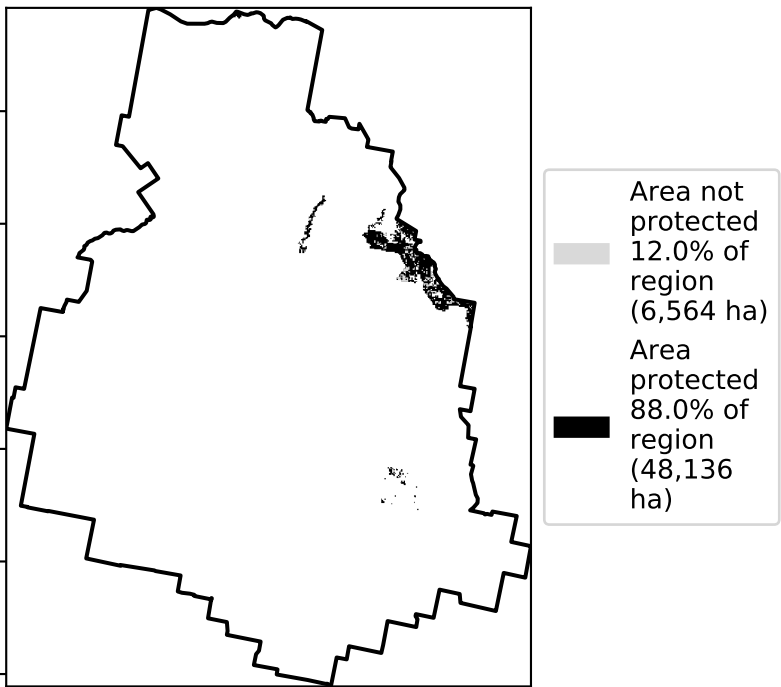 Area not
protected
12.0% of
region
(6,564 ha)
Area
protected
88.0% of
region
(48,136
ha)